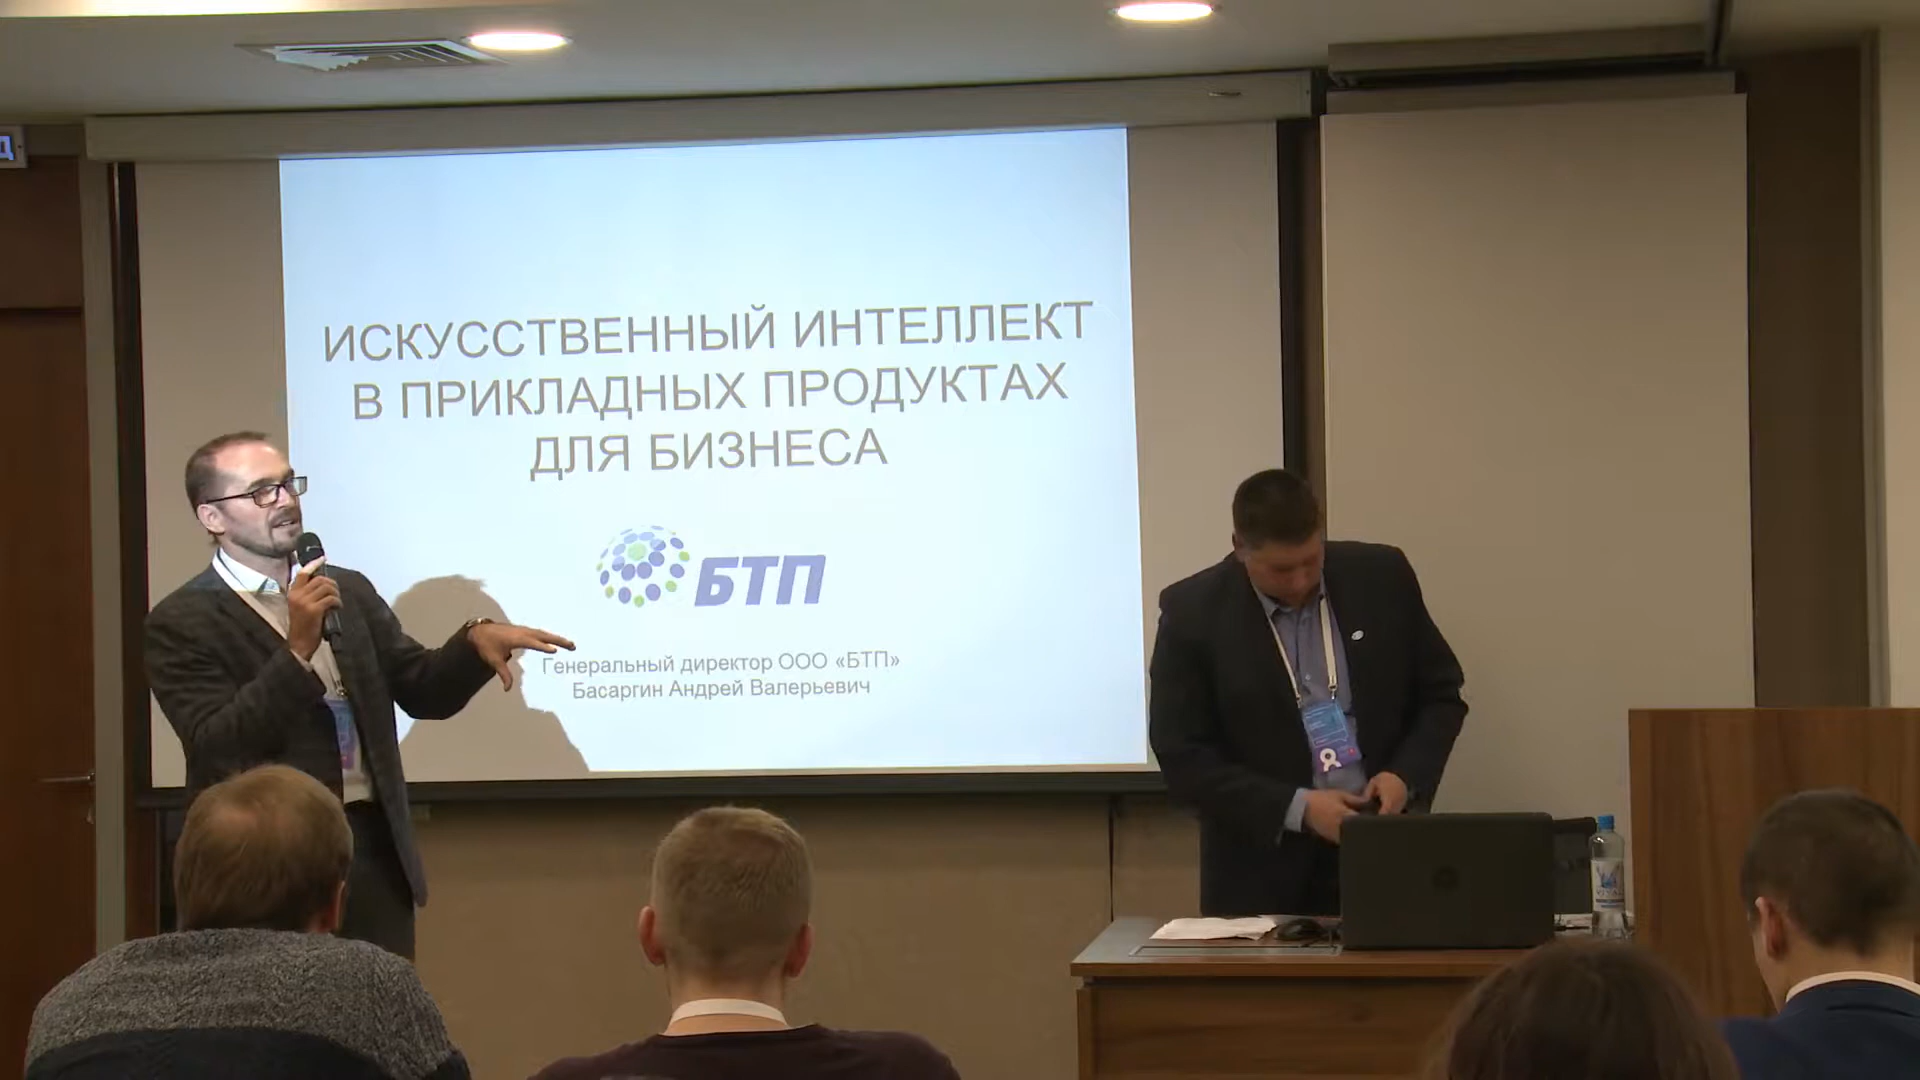 ИСКУССТВЕННЫЙ ИНТЕЛЛЕКТ
В ПРИКЛАДНЫХ ПРОДУКТАХ
ДЛЯ БИЗНЕСА
БТП
Генеральный директор ООО «БТП»
Басаргин Андрей Валерьевич